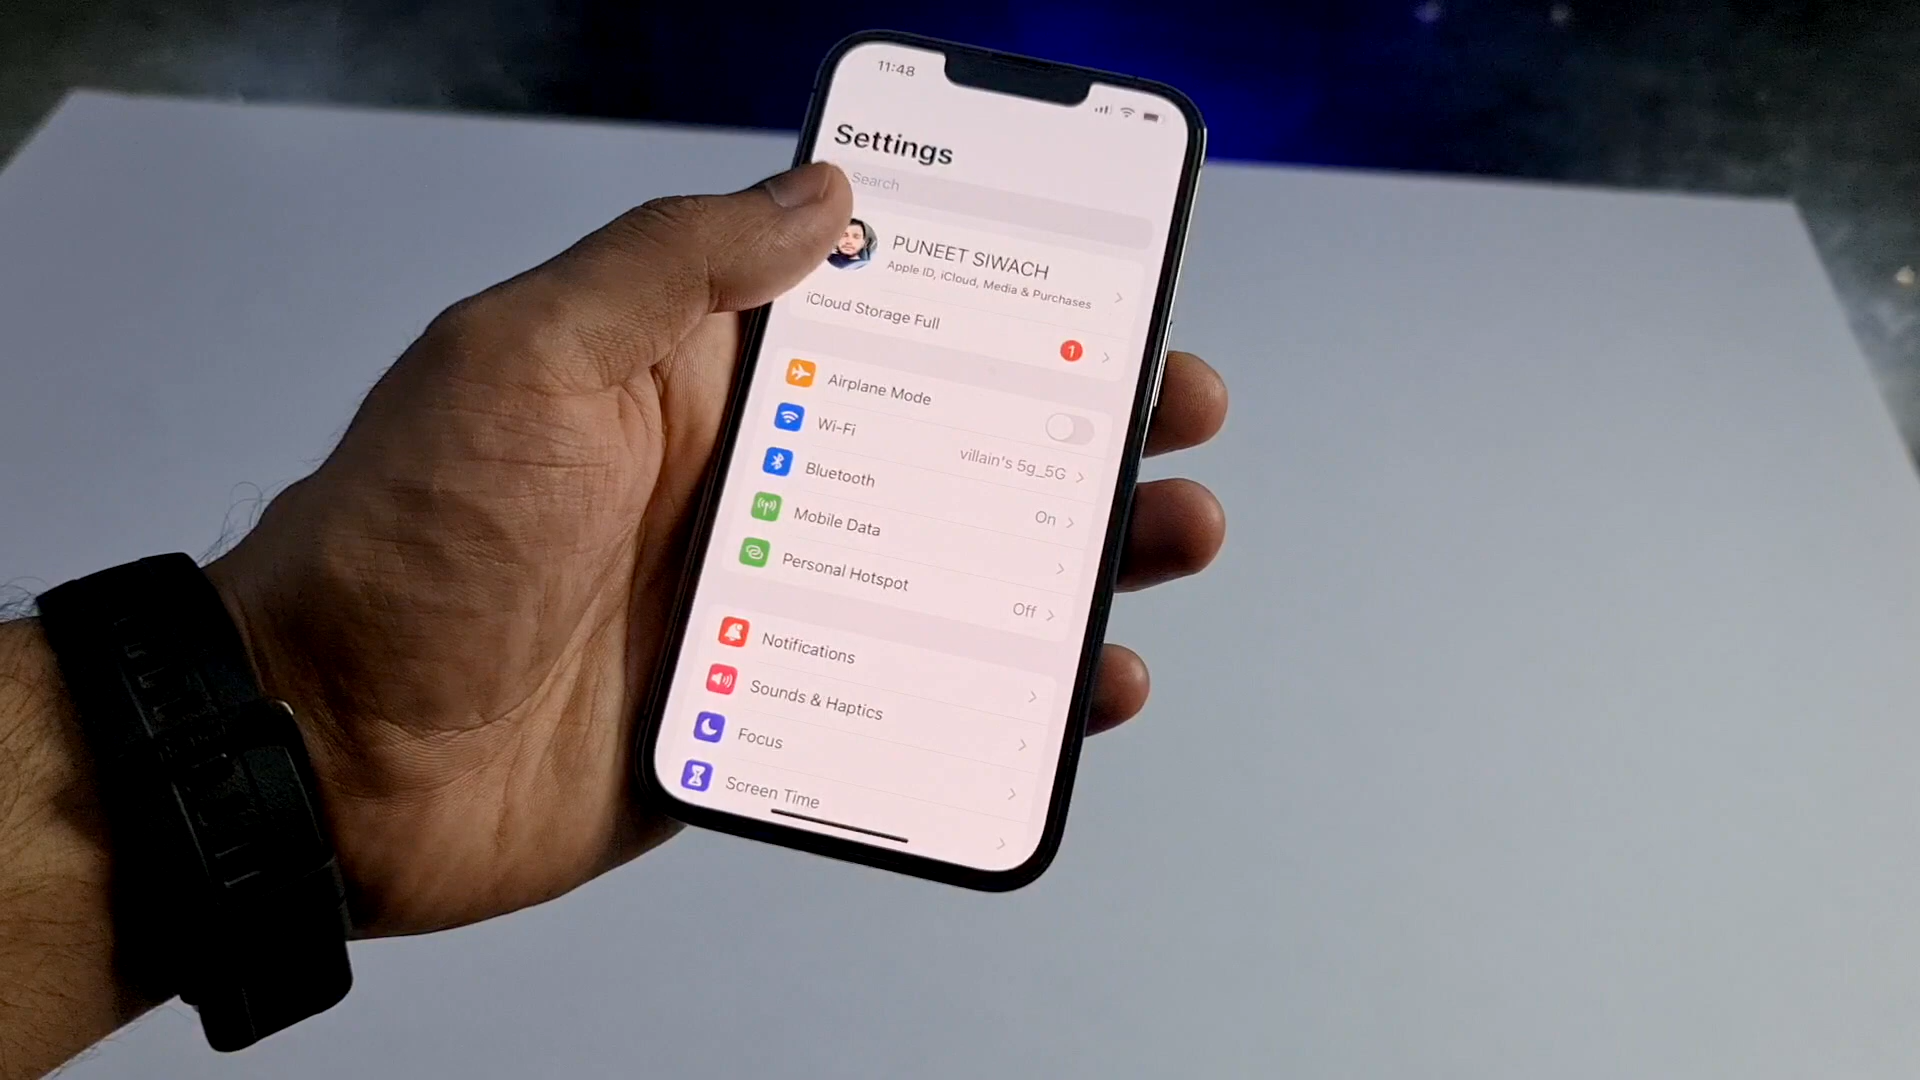 11:48
Settings
Search
PUNEET SIWACH
Apple ID, iCloud, Media & Purchases
iCloud Storage Full
1
Airplane Mode
Wi-Fi
villain's 5g_5G
Bluetooth
On
Mobile Data
Personal Hotspot
Off
Notifications
Sounds & Haptics
Focus
Screen Time